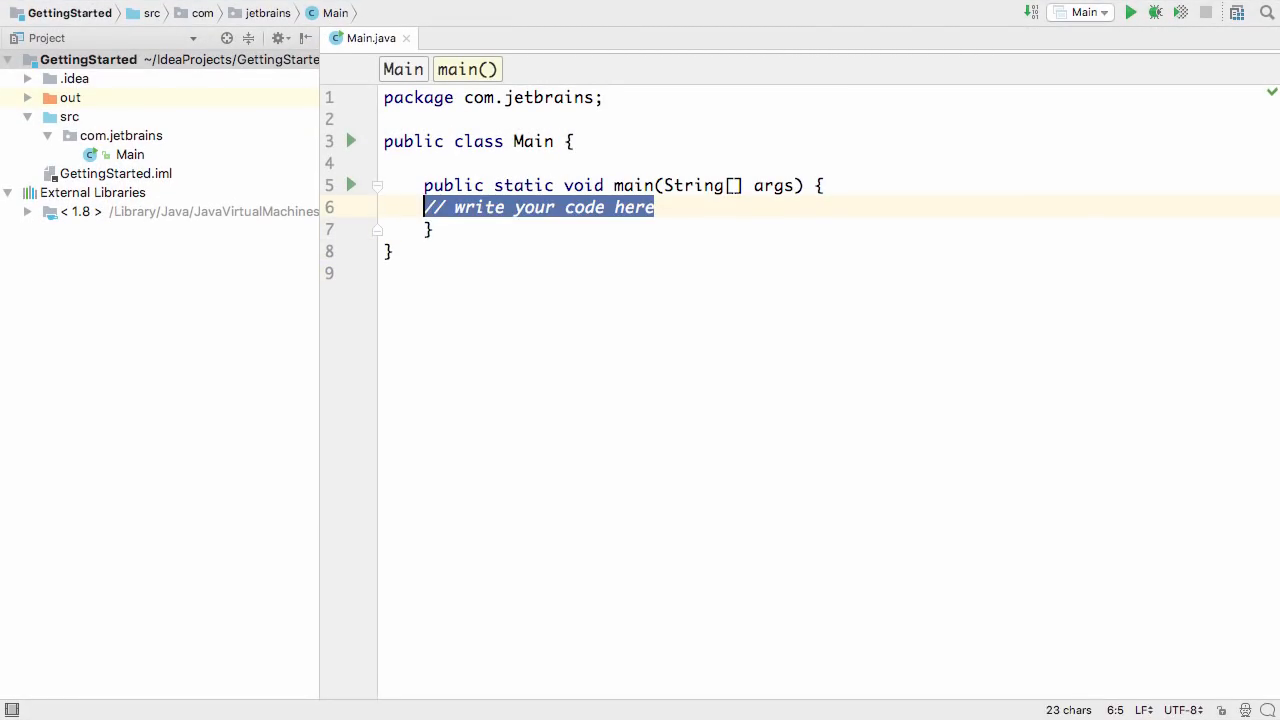 GettingStarted src com jetbrains Main Main
Project
Main.java
GettingStarted ~/IdeaProjects/GettingStarte
.idea
out
src
com.jetbrains
Main
GettingStarted.iml
External Libraries
< 1.8 > /Library/Java/JavaVirtualMachines
Main main()
1 package com.jetbrains;
2
3 public class Main {
4
5 public static void main(String[] args) {
6 // write your code here
7 }
8 }
9
23 chars 6:5 LF UTF-8